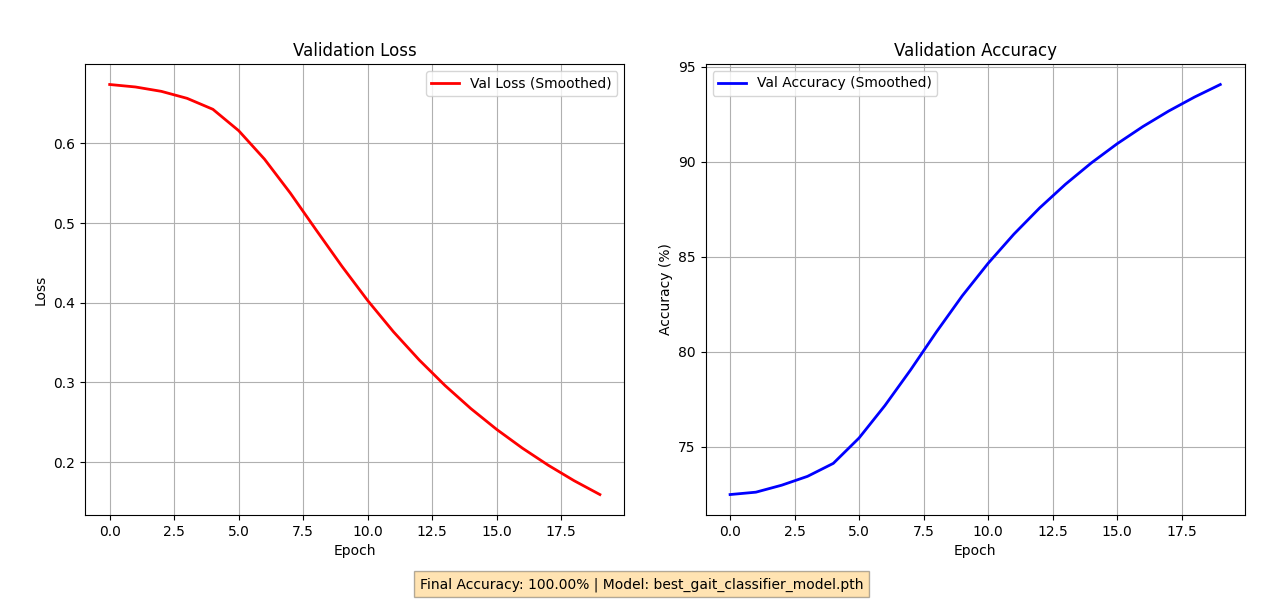 Validation Loss
Val Loss (Smoothed)
0.6
0.5
0.4
0.3
0.2
Loss
0.0 2.5 5.0 7.5 10.0 12.5 15.0 17.5
Epoch
Validation Accuracy
Val Accuracy (Smoothed)
95
90
85
80
75
Accuracy (%)
0.0 2.5 5.0 7.5 10.0 12.5 15.0 17.5
Epoch
Final Accuracy: 100.00% | Model: best_gait_classifier_model.pth